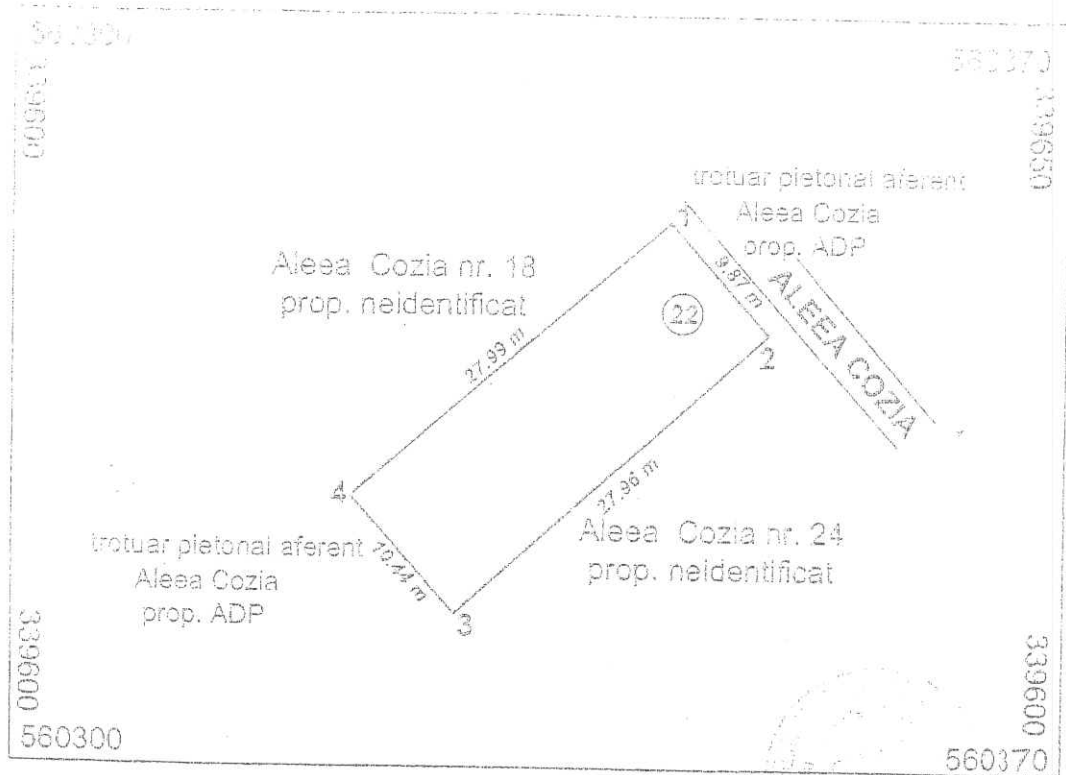 560370
339600
339650
trotuar pietonal aferent
Aleea Cozia
prop. ADP
1
Aleea Cozia nr. 18
prop. neidentificat
9.87 m
ALEEA COZIA
22
27.99 m
2
4
27.96 m
Aleea Cozia nr. 24
prop. neidentificat
trotuar pietonal aferent
Aleea Cozia
prop. ADP
10.44 m
3
339600
339600
560300
560370